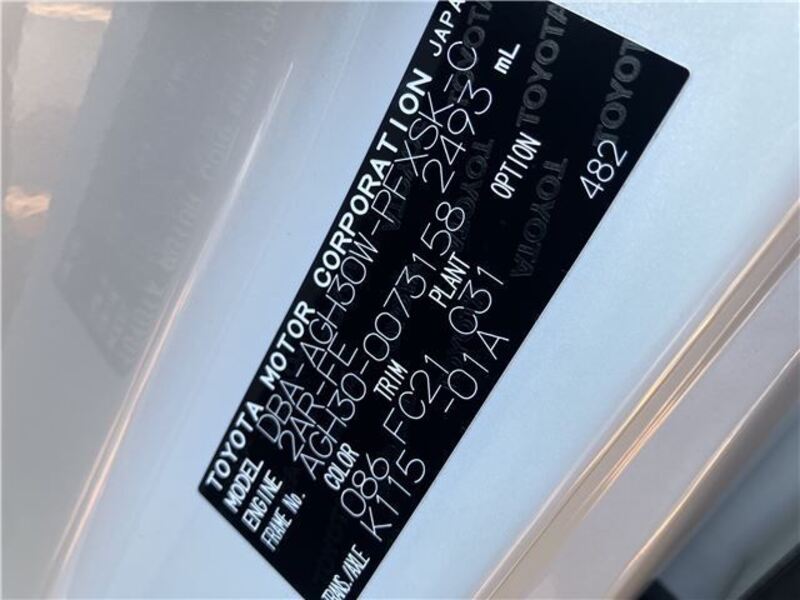 TOYOTA MOTOR CORPORATION JAPAN
MODEL DBA-AGH30W-PFXSK-C
ENGINE 2AR-FE 2493 mL
FRAME No. AGH30-0073158
COLOR TRIM PLANT OPTION
086 FC21 031 482
TRANS./AXLE K115 -01A